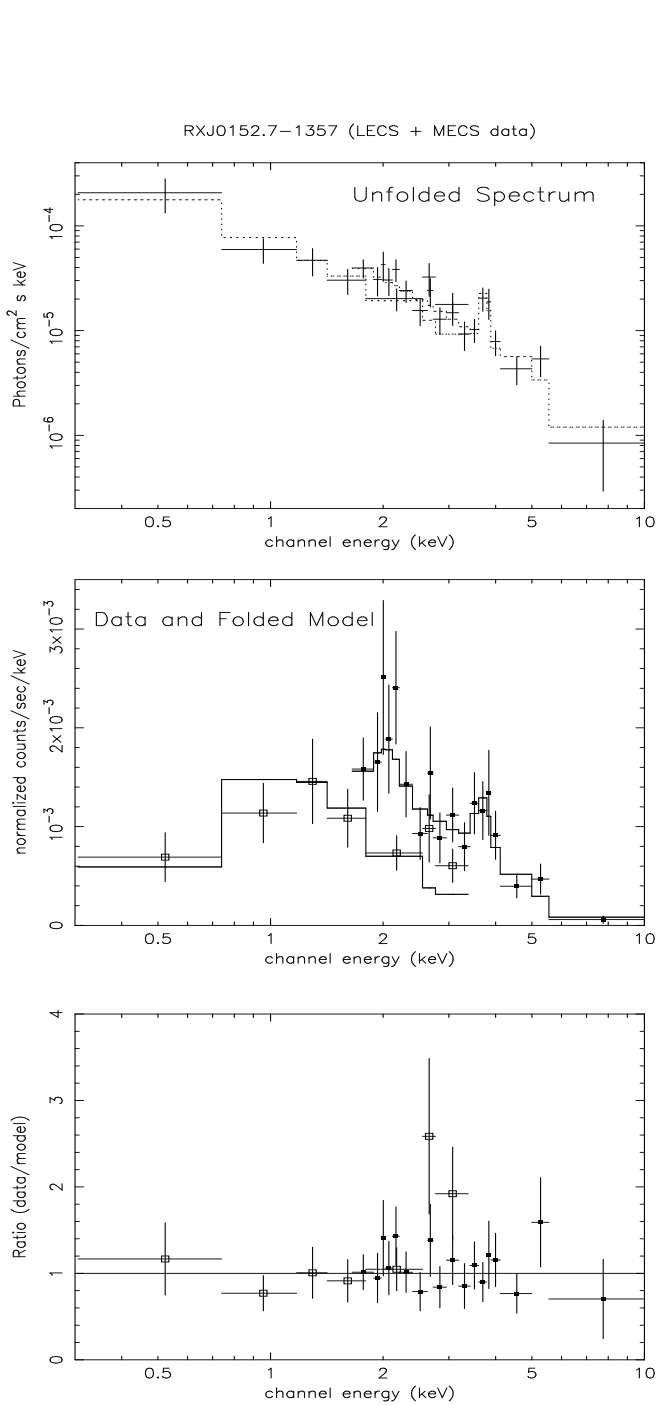 RXJ0152.7−1357 (LECS + MECS data)
Unfolded Spectrum
Photons/cm² s keV
10⁻⁴
10⁻⁵
10⁻⁶
0.5 1 2 5 10
channel energy (keV)
Data and Folded Model
normalized counts/sec/keV
3×10⁻³
2×10⁻³
10⁻³
0
0.5 1 2 5 10
channel energy (keV)
Ratio (data/model)
4
3
2
1
0
0.5 1 2 5 10
channel energy (keV)